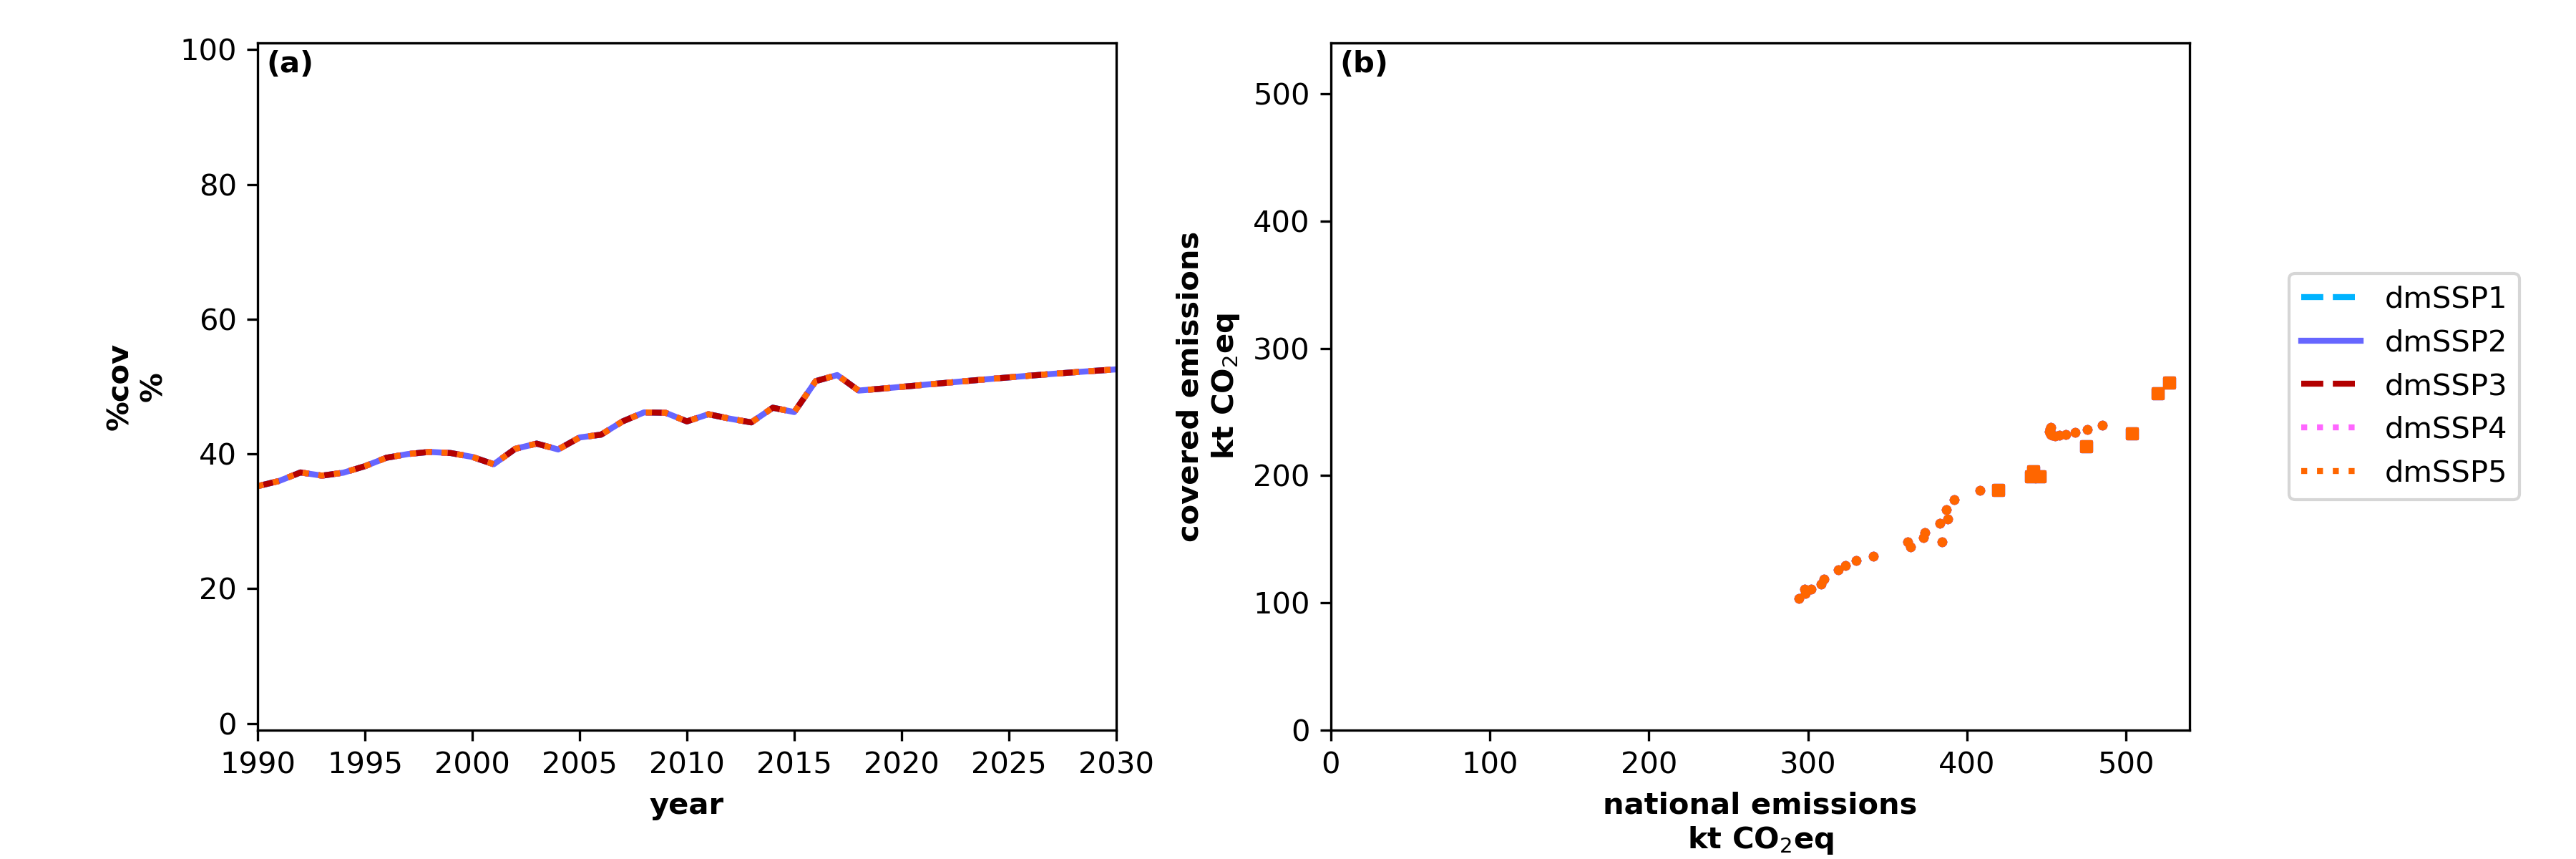 (a)
100
80
60
40
20
0
%cov
%
1990 1995 2000 2005 2010 2015 2020 2025 2030
year
(b)
500
400
300
200
100
0
covered emissions
kt CO₂eq
0 100 200 300 400 500
national emissions
kt CO₂eq
dmSSP1
dmSSP2
dmSSP3
dmSSP4
dmSSP5